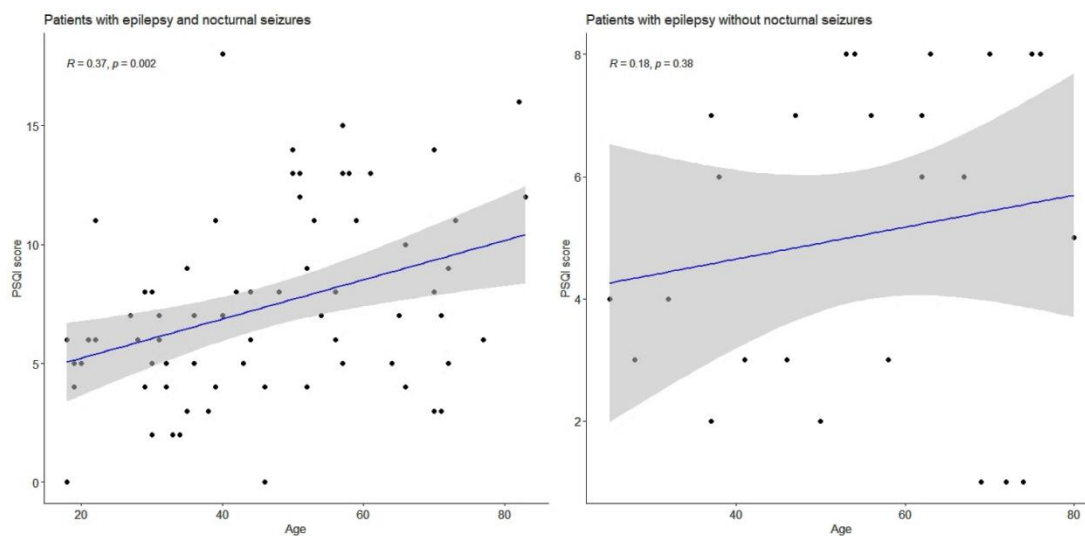 Patients with epilepsy and nocturnal seizures
R = 0.37, p = 0.002
15
10
5
0
PSQI score
20
40
60
80
Age
Patients with epilepsy without nocturnal seizures
R = 0.18, p = 0.38
8
6
4
2
PSQI score
40
60
80
Age